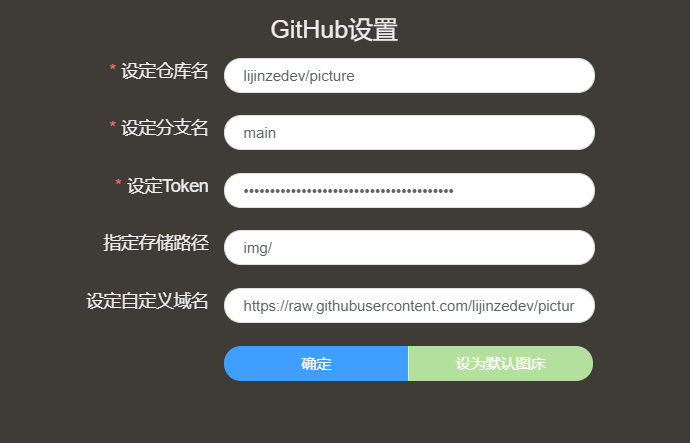 GitHub设置
* 设定仓库名 lijinzedev/picture
* 设定分支名 main
* 设定Token ••••••••••••••••••••••••••••••••••••••••
指定存储路径 img/
设定自定义域名 https://raw.githubusercontent.com/lijinzedev/pictur
确定 设为默认图床